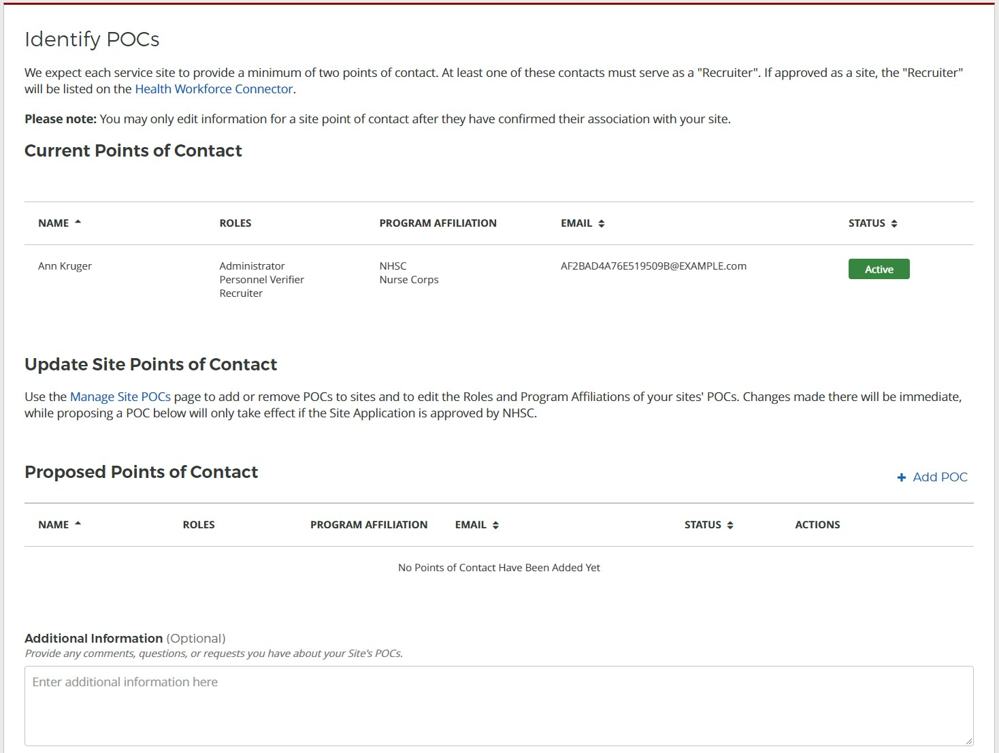 Identify POCs
We expect each service site to provide a minimum of two points of contact. At least one of these contacts must serve as a "Recruiter". If approved as a site, the "Recruiter"
will be listed on the Health Workforce Connector.
Please note: You may only edit information for a site point of contact after they have confirmed their association with your site.
Current Points of Contact
NAME ROLES PROGRAM AFFILIATION EMAIL STATUS
Ann Kruger Administrator NHSC AF2BAD4A76E519509B@EXAMPLE.com Active
Personnel Verifier Nurse Corps
Recruiter
Update Site Points of Contact
Use the Manage Site POCs page to add or remove POCs to sites and to edit the Roles and Program Affiliations of your sites' POCs. Changes made there will be immediate,
while proposing a POC below will only take effect if the Site Application is approved by NHSC.
Proposed Points of Contact
+ Add POC
NAME ROLES PROGRAM AFFILIATION EMAIL STATUS ACTIONS
No Points of Contact Have Been Added Yet
Additional Information (Optional)
Provide any comments, questions, or requests you have about your Site's POCs.
Enter additional information here